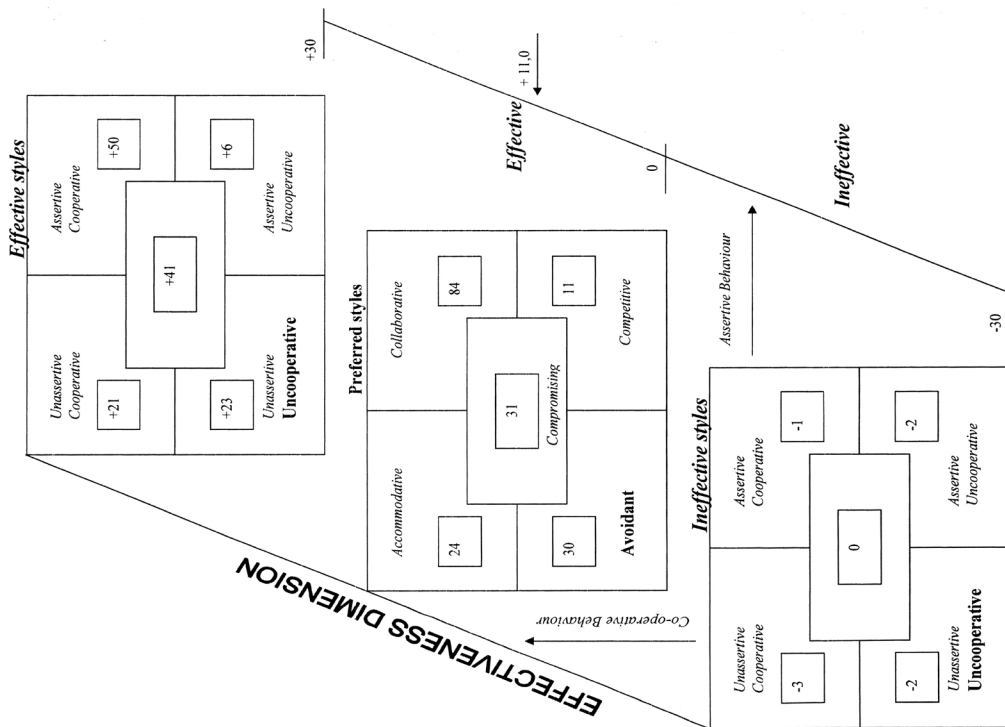 Effective styles
Unassertive
Cooperative
+21
Assertive
Cooperative
+50
+41
+23
Unassertive
Uncooperative
+6
Assertive
Uncooperative
+30
Preferred styles
Accommodative
24
Collaborative
84
31
Compromising
30
Avoidant
11
Competitive
EFFECTIVENESS DIMENSION
Effective
+ 11,0
0
Ineffective
-30
Co-operative Behaviour
Assertive Behaviour
Ineffective styles
Unassertive
Cooperative
-3
Assertive
Cooperative
-1
0
-2
Unassertive
Uncooperative
-2
Assertive
Uncooperative